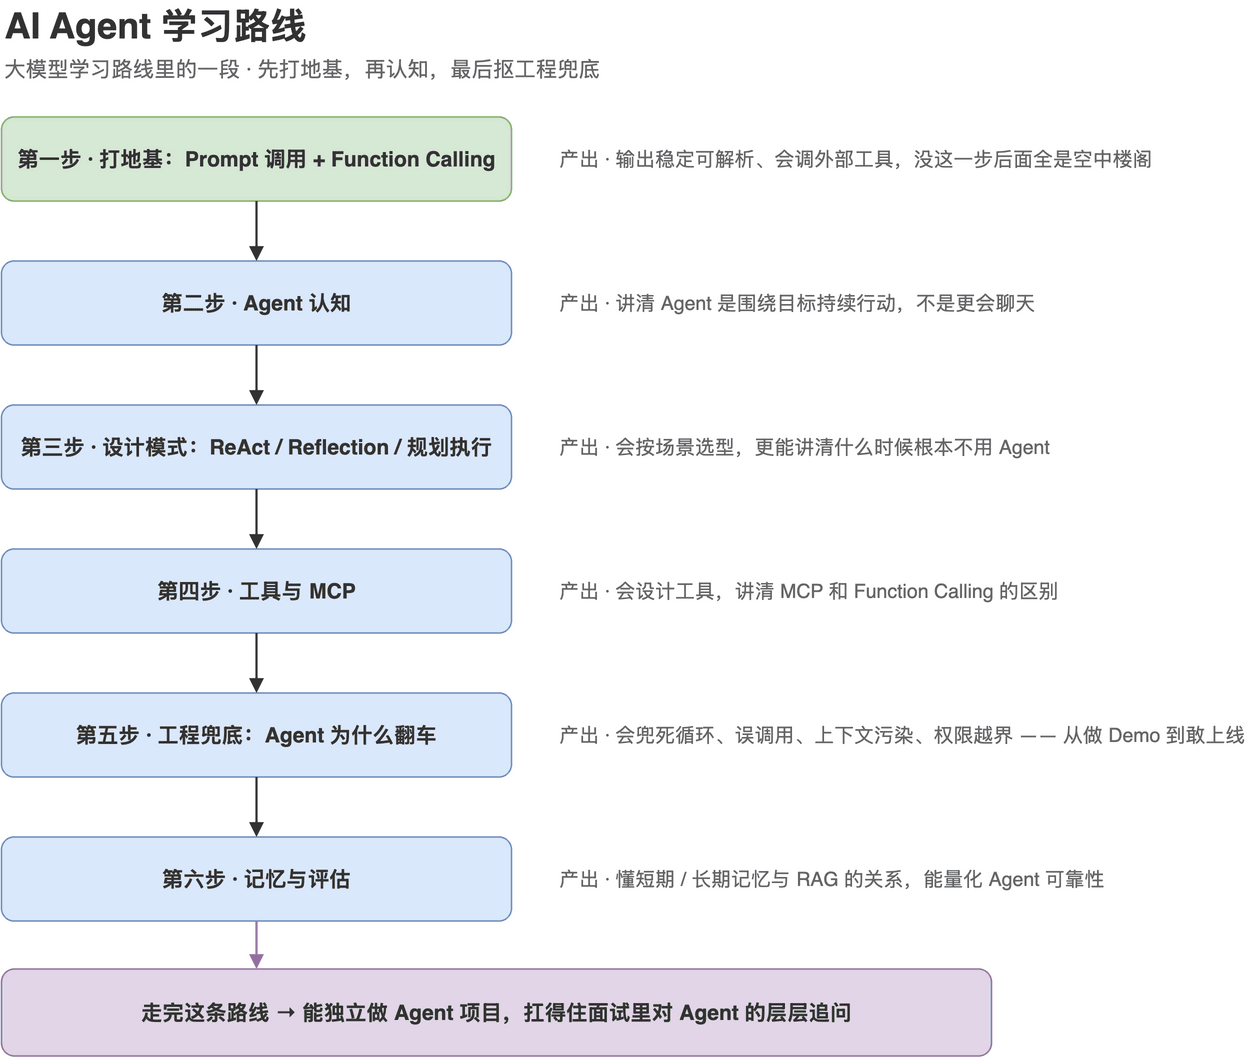 AI Agent 学习路线
大模型学习路线里的一段 · 先打地基，再认知，最后抠工程兜底
第一步 · 打地基：Prompt 调用 + Function Calling
产出 · 输出稳定可解析、会调外部工具，没这一步后面全是空中楼阁
第二步 · Agent 认知
产出 · 讲清 Agent 是围绕目标持续行动，不是更会聊天
第三步 · 设计模式：ReAct / Reflection / 规划执行
产出 · 会按场景选型，更能讲清什么时候根本不用 Agent
第四步 · 工具与 MCP
产出 · 会设计工具，讲清 MCP 和 Function Calling 的区别
第五步 · 工程兜底：Agent 为什么翻车
产出 · 会兜死循环、误调用、上下文污染、权限越界 —— 从做 Demo 到敢上线
第六步 · 记忆与评估
产出 · 懂短期 / 长期记忆与 RAG 的关系，能量化 Agent 可靠性
走完这条路线 → 能独立做 Agent 项目，扛得住面试里对 Agent 的层层追问